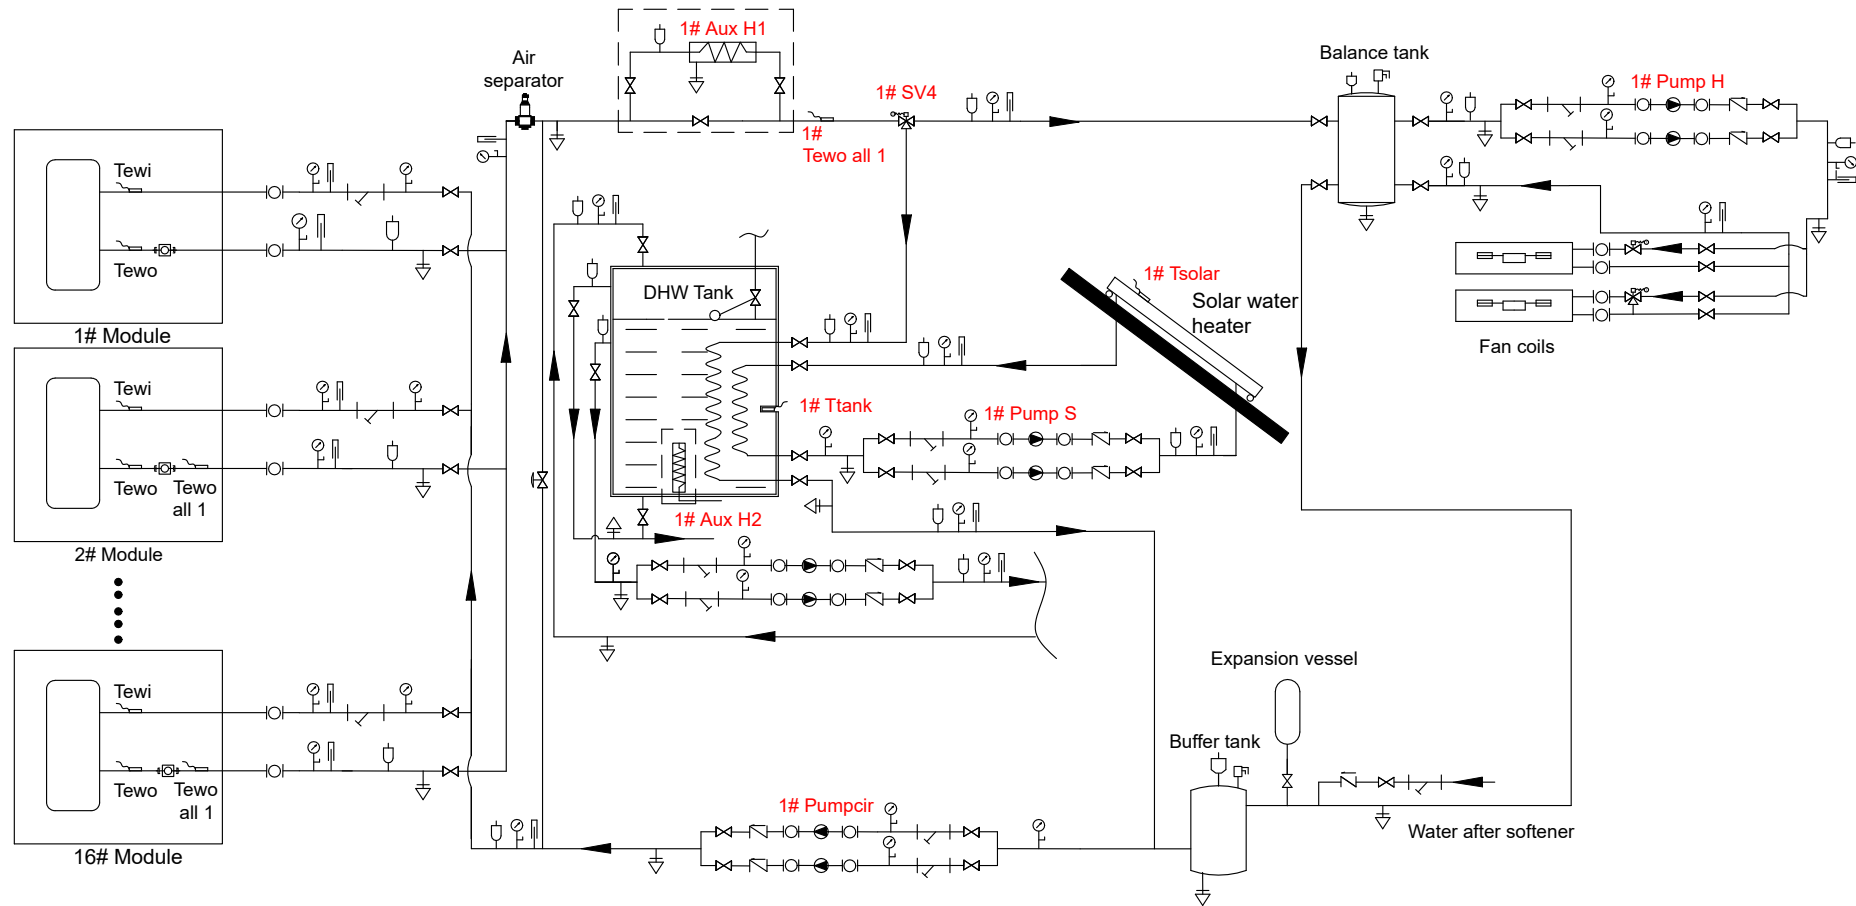 1# Aux H1
Air
separator
1# SV4
Balance tank
1# Pump H
1#
Tewo all 1
Tewi
Tewo
1# Module
DHW Tank
1# Tsolar
Solar water
heater
Fan coils
Tewi
Tewo
Tewo
all 1
2# Module
1# Ttank
1# Pump S
1# Aux H2
Tewi
Tewo
Tewo
all 1
16# Module
Expansion vessel
Buffer tank
1# Pumpcir
Water after softener